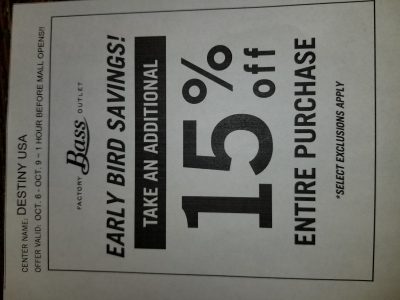 CENTER NAME: DESTINY USA
OFFER VALID: OCT. 6 - OCT. 9 ~ 1 HOUR BEFORE MALL OPENS!!
FACTORY Bass OUTLET
EARLY BIRD SAVINGS!
TAKE AN ADDITIONAL
15% off
ENTIRE PURCHASE
*SELECT EXCLUSIONS APPLY